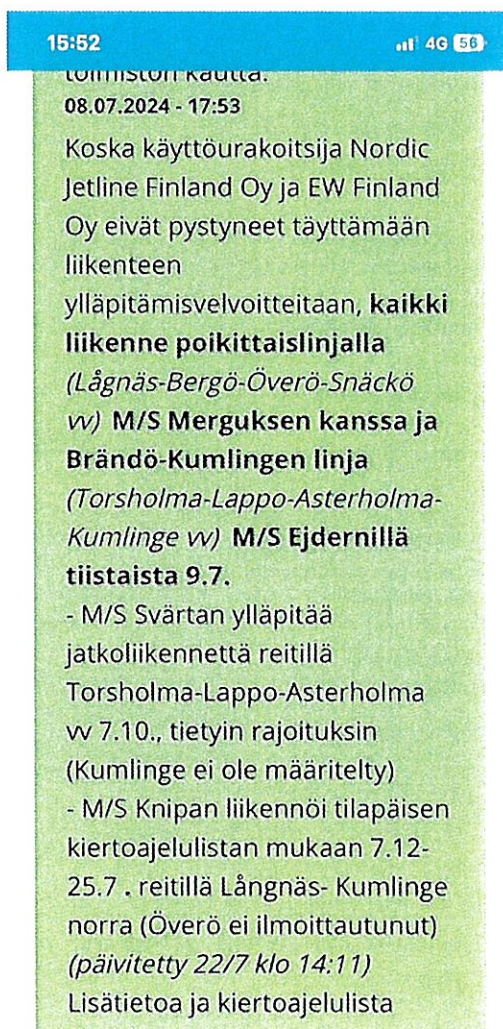 15:52
4G 56
toimiston kautta.
08.07.2024 - 17:53
Koska käyttöurakoitsija Nordic
Jetline Finland Oy ja EW Finland
Oy eivät pystyneet täyttämään
liikenteen
ylläpitämisvelvoitteitaan, kaikki
liikenne poikittaislinjalla
(Lågnäs-Bergö-Överö-Snäckö
vv) M/S Merguksen kanssa ja
Brändö-Kumlingen linja
(Torsholma-Lappo-Asterholma-
Kumlinge vv) M/S Ejdernillä
tiistaista 9.7.
- M/S Svärtan ylläpitää
jatkoliikennettä reitillä
Torsholma-Lappo-Asterholma
vv 7.10., tietyin rajoituksin
(Kumlinge ei ole määritelty)
- M/S Knipan liikennöi tilapäisen
kiertoajelulistan mukaan 7.12-
25.7 . reitillä Långnäs- Kumlinge
norra (Överö ei ilmoittautunut)
(päivitetty 22/7 klo 14:11)
Lisätietoa ja kiertoajelulista